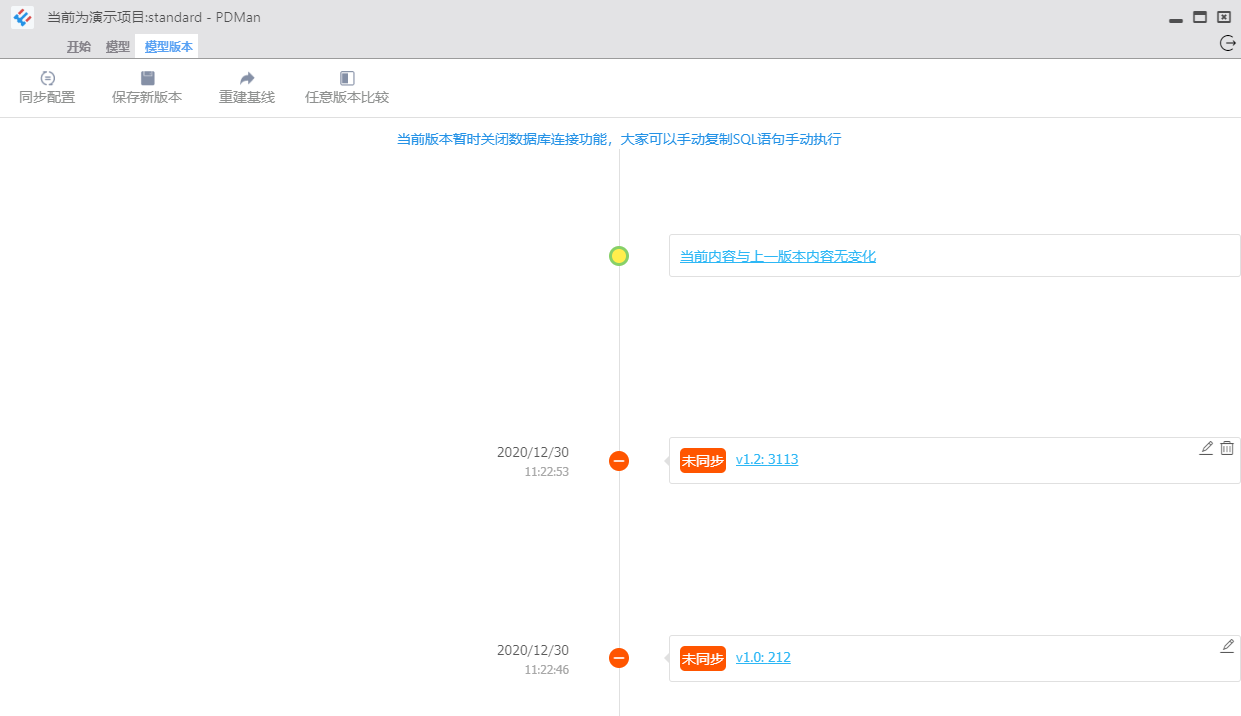 当前为演示项目:standard - PDMan
开始 模型 模型版本
同步配置 保存新版本 重建基线 任意版本比较
当前版本暂时关闭数据库连接功能，大家可以手动复制SQL语句手动执行
当前内容与上一版本内容无变化
2020/12/30
11:22:53
未同步 v1.2: 3113
2020/12/30
11:22:46
未同步 v1.0: 212